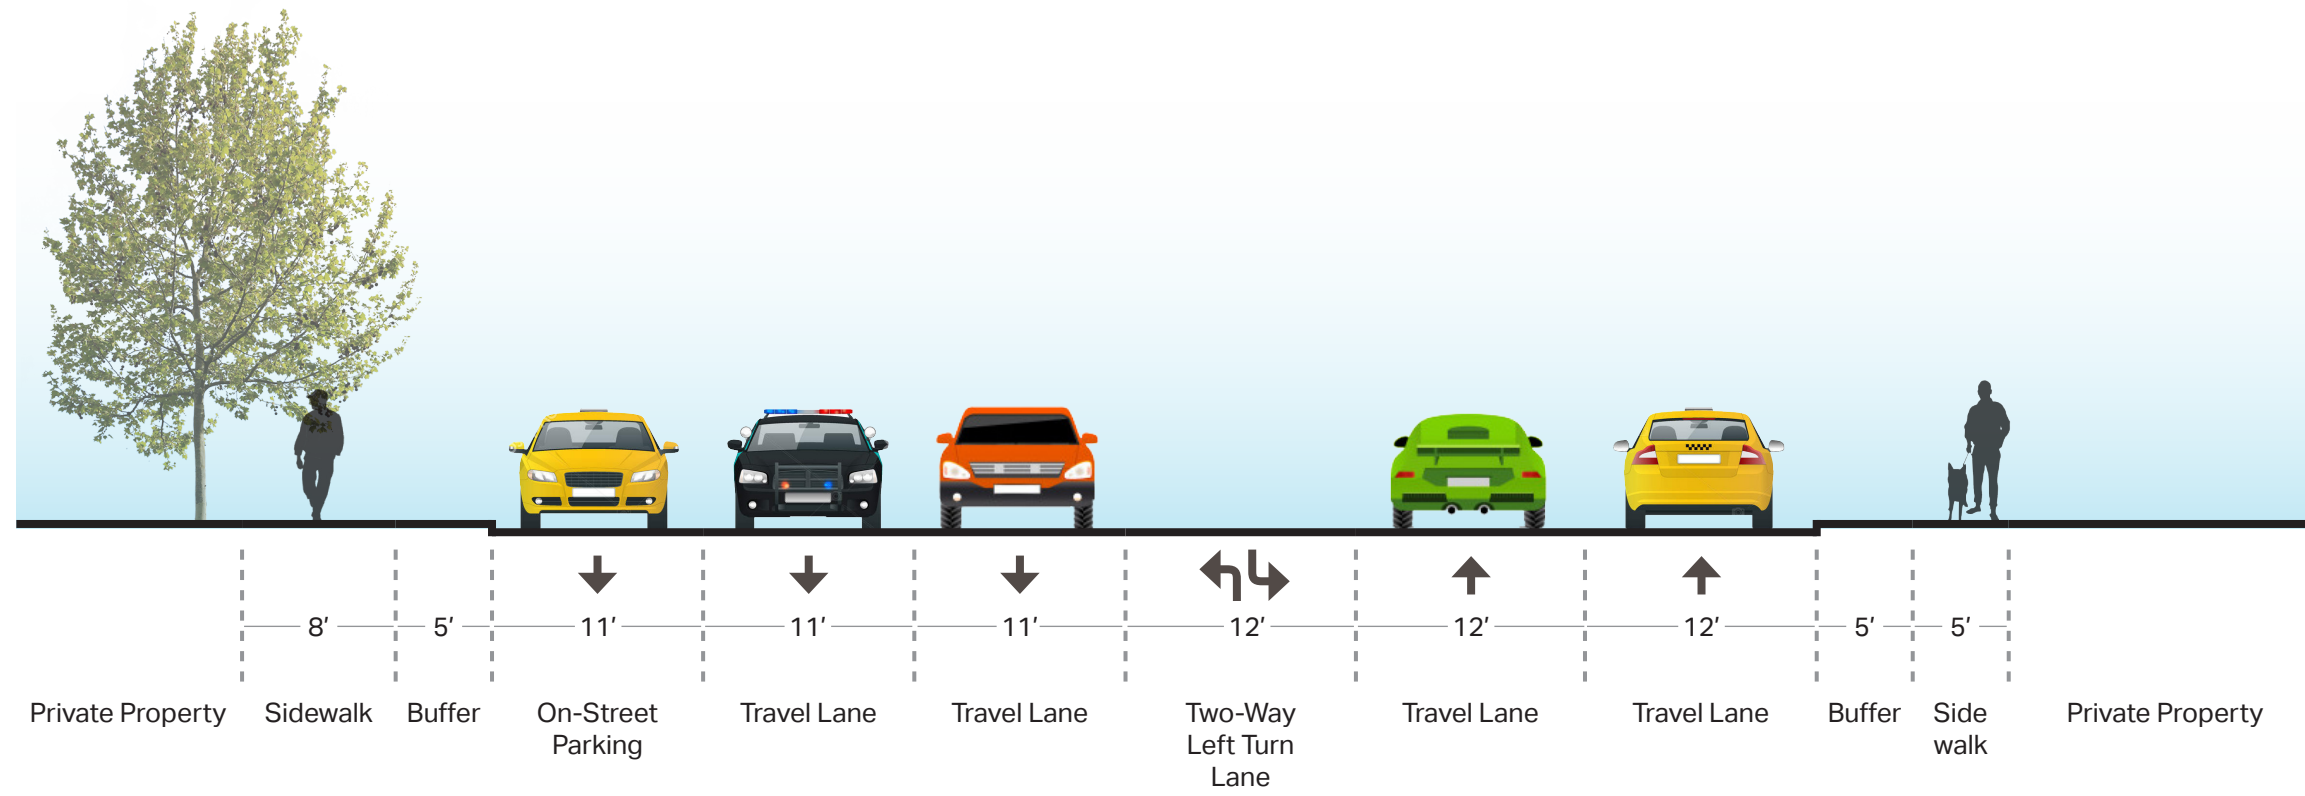 8′ 5′ 11′ 11′ 11′ 12′ 12′ 12′ 5′ 5′
Private Property Sidewalk Buffer On-Street Travel Lane Travel Lane Two-Way Travel Lane Travel Lane Buffer Side Private Property
Parking Left Turn walk
Lane